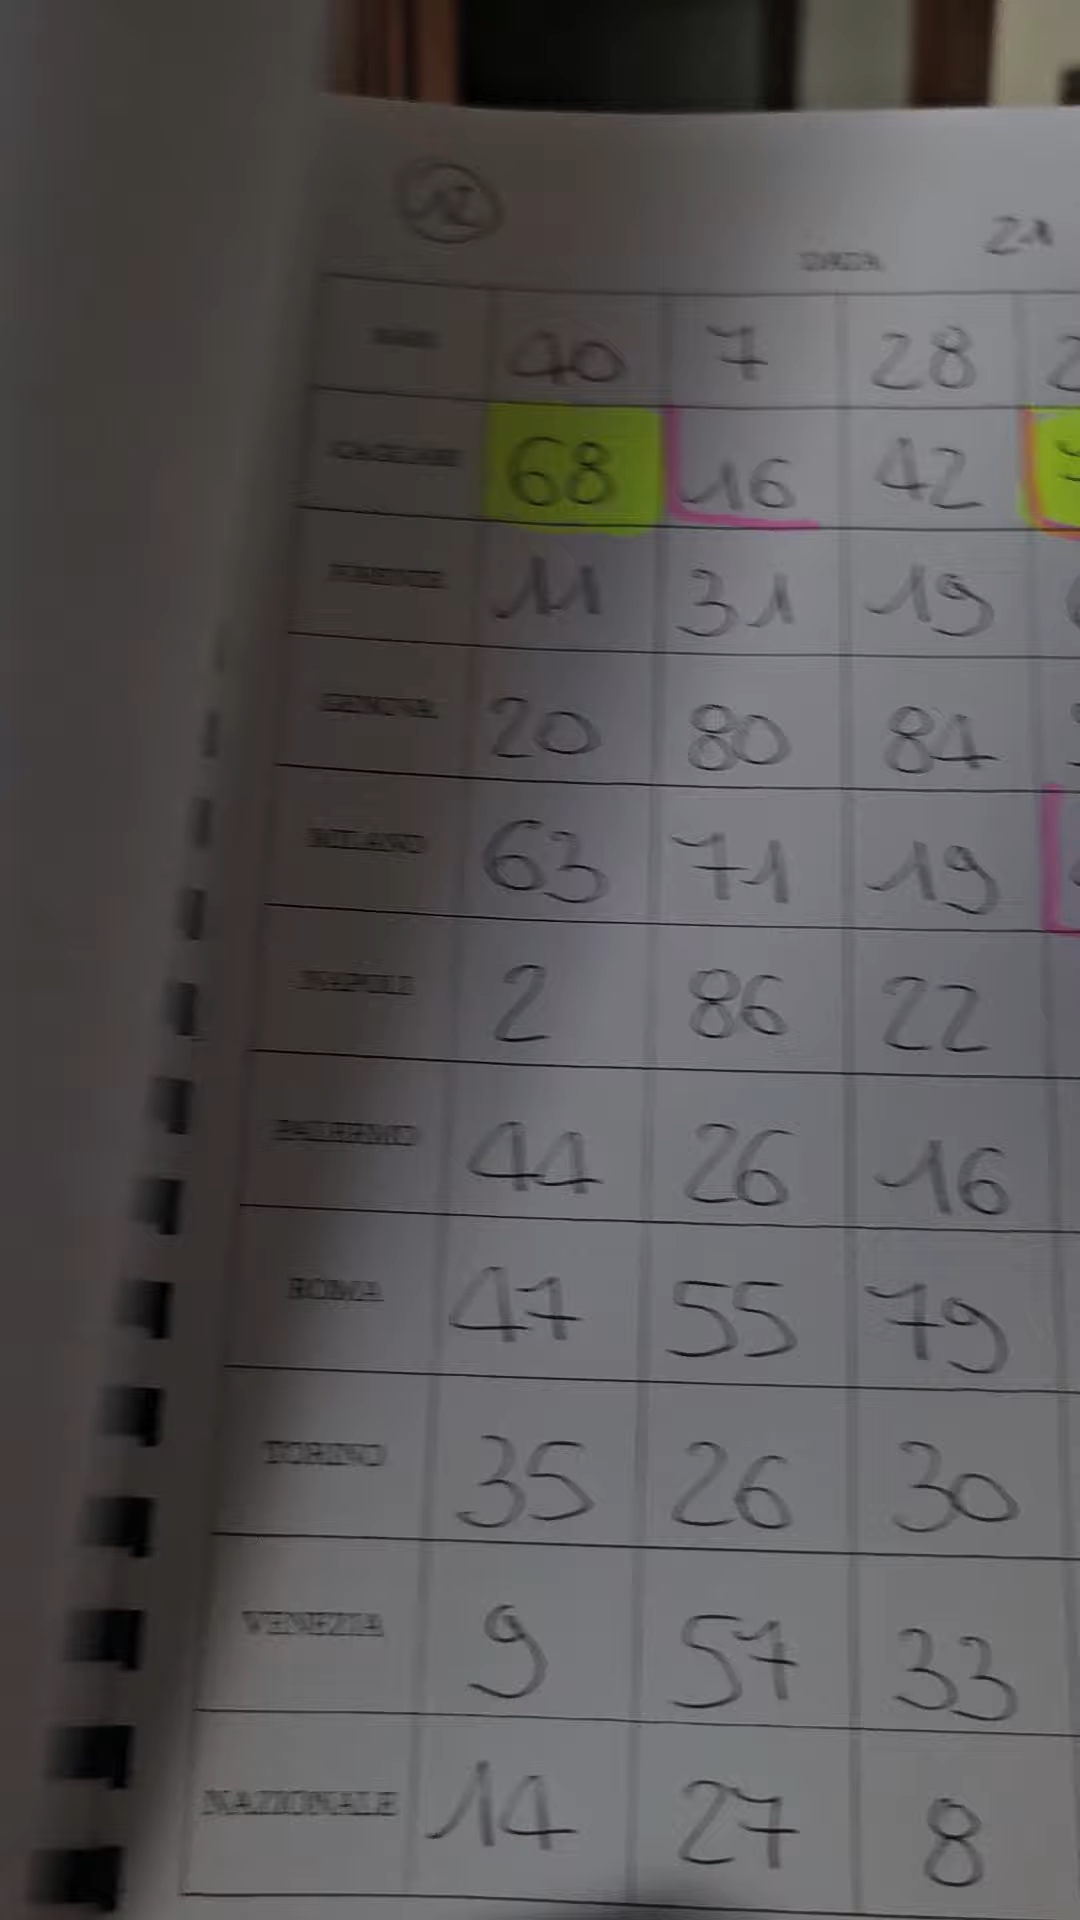 12
DATA 21
BARI 40 7 28
CAGLIARI 68 16 42
FIRENZE 11 31 19
GENOVA 20 80 84
MILANO 63 71 19
NAPOLI 2 86 22
PALERMO 44 26 16
ROMA 47 55 79
TORINO 35 26 30
VENEZIA 9 57 33
NAZIONALE 14 27 8